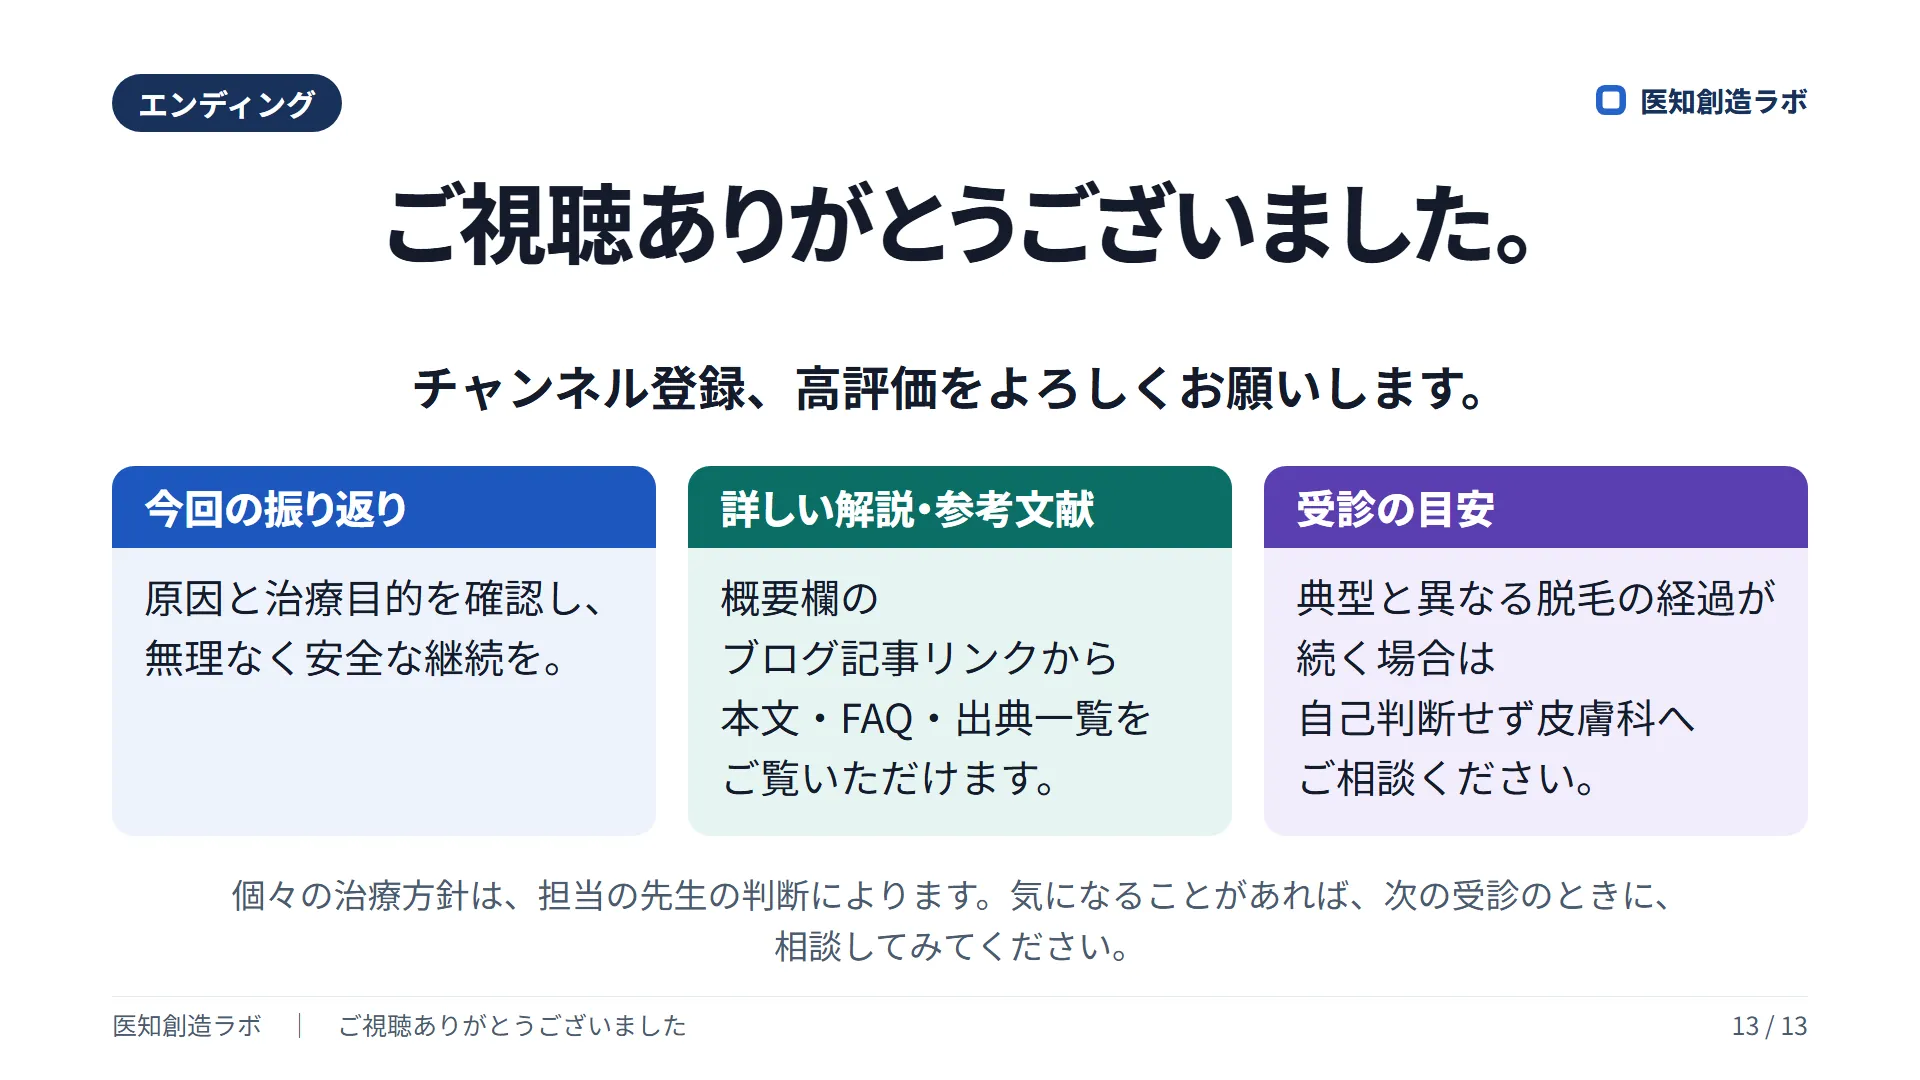 エンディング
医知創造ラボ
ご視聴ありがとうございました。
チャンネル登録、高評価をよろしくお願いします。
今回の振り返り
原因と治療目的を確認し、
無理なく安全な継続を。
詳しい解説・参考文献
概要欄の
ブログ記事リンクから
本文・FAQ・出典一覧を
ご覧いただけます。
受診の目安
典型と異なる脱毛の経過が
続く場合は
自己判断せず皮膚科へ
ご相談ください。
個々の治療方針は、担当の先生の判断によります。気になることがあれば、次の受診のときに、
相談してみてください。
医知創造ラボ ｜ ご視聴ありがとうございました
13 / 13